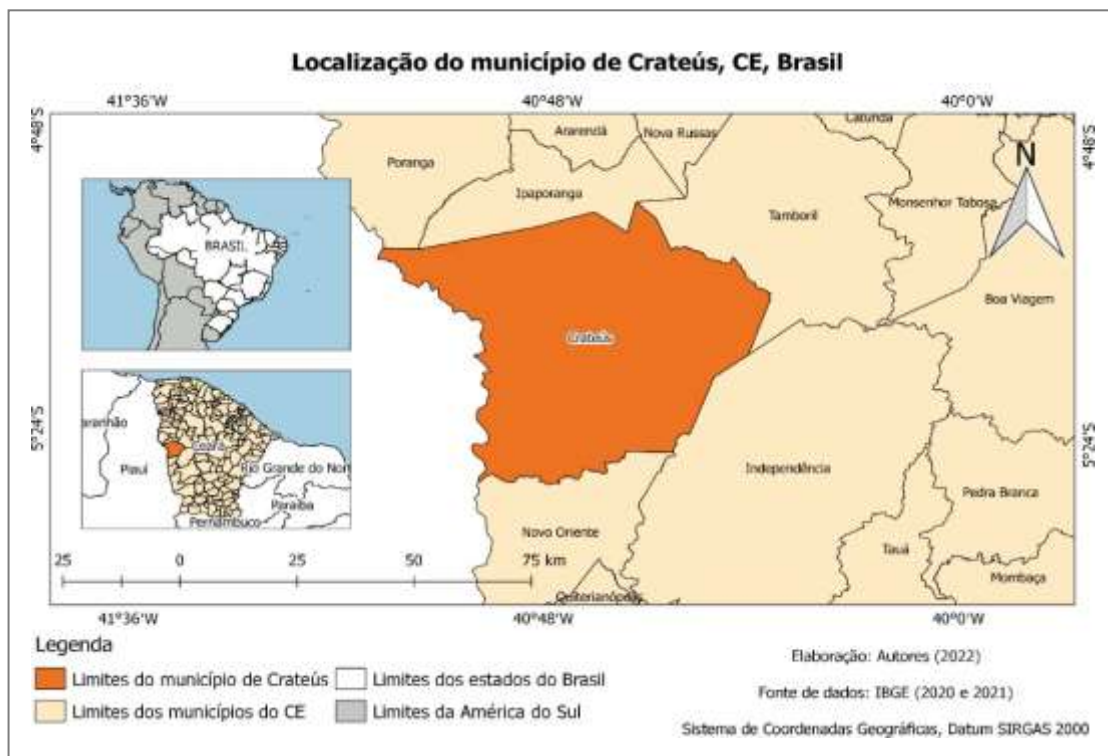 Localização do município de Crateús, CE, Brasil
41°36'W 40°48'W 40°0'W
4°48'S
4°48'S
Ararendá
Nova Russas
Catunda
Poranga
Ipaporanga
Tamboril
Monsenhor Tabosa
N
BRASIL
Boa Viagem
Crateús
5°24'S
5°24'S
aranhão
Ceará
Piauí
Rio Grande do Nor
Paraíba
Pernambuco
Independência
Pedra Branca
Novo Oriente
Tauá
Mombaça
Quiterianópolis
25 0 25 50 75 km
41°36'W 40°48'W 40°0'W
Legenda
Limites do município de Crateús
Limites dos estados do Brasil
Limites dos municípios do CE
Limites da América do Sul
Elaboração: Autores (2022)
Fonte de dados: IBGE (2020 e 2021)
Sistema de Coordenadas Geográficas, Datum SIRGAS 2000